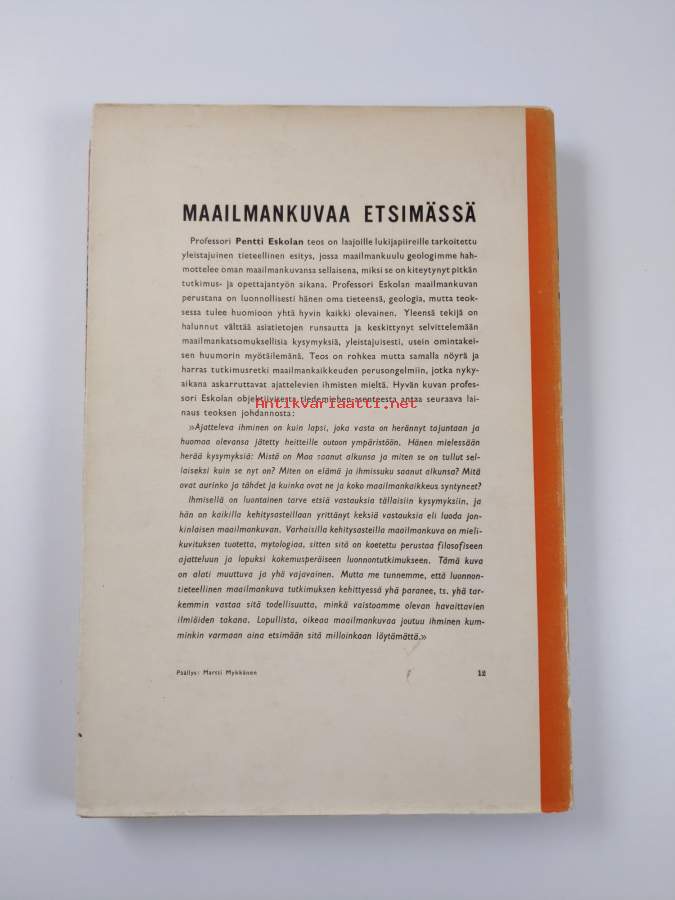 MAAILMANKUVAA ETSIMÄSSÄ
Professori Pentti Eskolan teos on laajoille lukijapiireille tarkoitettu
yleistajuinen tieteellinen esitys, jossa maailmankuulu geologimme hah-
mottelee oman maailmankuvansa sellaisena, miksi se on kiteytynyt pitkän
tutkimus- ja opettajantyön aikana. Professori Eskolan maailmankuvan
perustana on luonnollisesti hänen oma tieteensä, geologia, mutta teok-
sessa tulee huomioon yhtä hyvin kaikki olevainen. Yleensä tekijä on
halunnut välttää asiatietojen runsautta ja keskittynyt selvittelemään
maailmankatsomuksellisia kysymyksiä, yleistajuisesti, usein omintakei-
sen huumorin myötäilemänä. Teos on rohkea mutta samalla nöyrä ja
harras tutkimusretki maailmankaikkeuden perusongelmiin, jotka nyky-
aikana askarruttavat ajattelevien ihmisten mieltä. Hyvän kuvan profes-
sori Eskolan objektiivisesta tiedemiehen asenteesta antaa seuraava lai-
Antikvariaatti.net
naus teoksen johdannosta:
»Ajatteleva ihminen on kuin lapsi, joka vasta on herännyt tajuntaan ja
huomaa olevansa jätetty heitteille outoon ympäristöön. Hänen mielessään
herää kysymyksiä: Mistä on Maa saanut alkunsa ja miten se on tullut sel-
laiseksi kuin se nyt on? Miten on elämä ja ihmissuku saanut alkunsa? Mitä
ovat aurinko ja tähdet ja kuinka ovat ne ja koko maailmankaikkeus syntyneet?
Ihmisellä on luontainen tarve etsiä vastauksia tällaisiin kysymyksiin, ja
hän on kaikilla kehitysasteillaan yrittänyt keksiä vastauksia eli luoda jon-
kinlaisen maailmankuvan. Varhaisilla kehitysasteilla maailmankuva on mieli-
kuvituksen tuotetta, mytologiaa, sitten sitä on koetettu perustaa filosofiseen
ajatteluun ja lopuksi kokemusperäiseen luonnontutkimukseen. Tämä kuva
on alati muuttuva ja yhä vajavainen. Mutta me tunnemme, että luonnon-
tieteellinen maailmankuva tutkimuksen kehittyessä yhä paranee, ts. yhä tar-
kemmin vastaa sitä todellisuutta, minkä vaistoamme olevan havaittavien
ilmiöiden takana. Lopullista, oikeaa maailmankuvaa joutuu ihminen kum-
minkin varmaan aina etsimään sitä milloinkaan löytämättä.»
Päällys: Martti Mykkänen
12